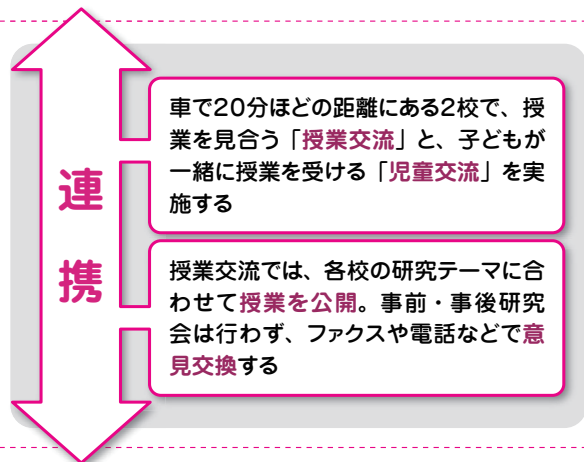 連
携
車で20分ほどの距離にある2校で、授
業を見合う「授業交流」と、子どもが
一緒に授業を受ける「児童交流」を実
施する
授業交流では、各校の研究テーマに合
わせて授業を公開。事前・事後研究
会は行わず、ファクスや電話などで意
見交換する